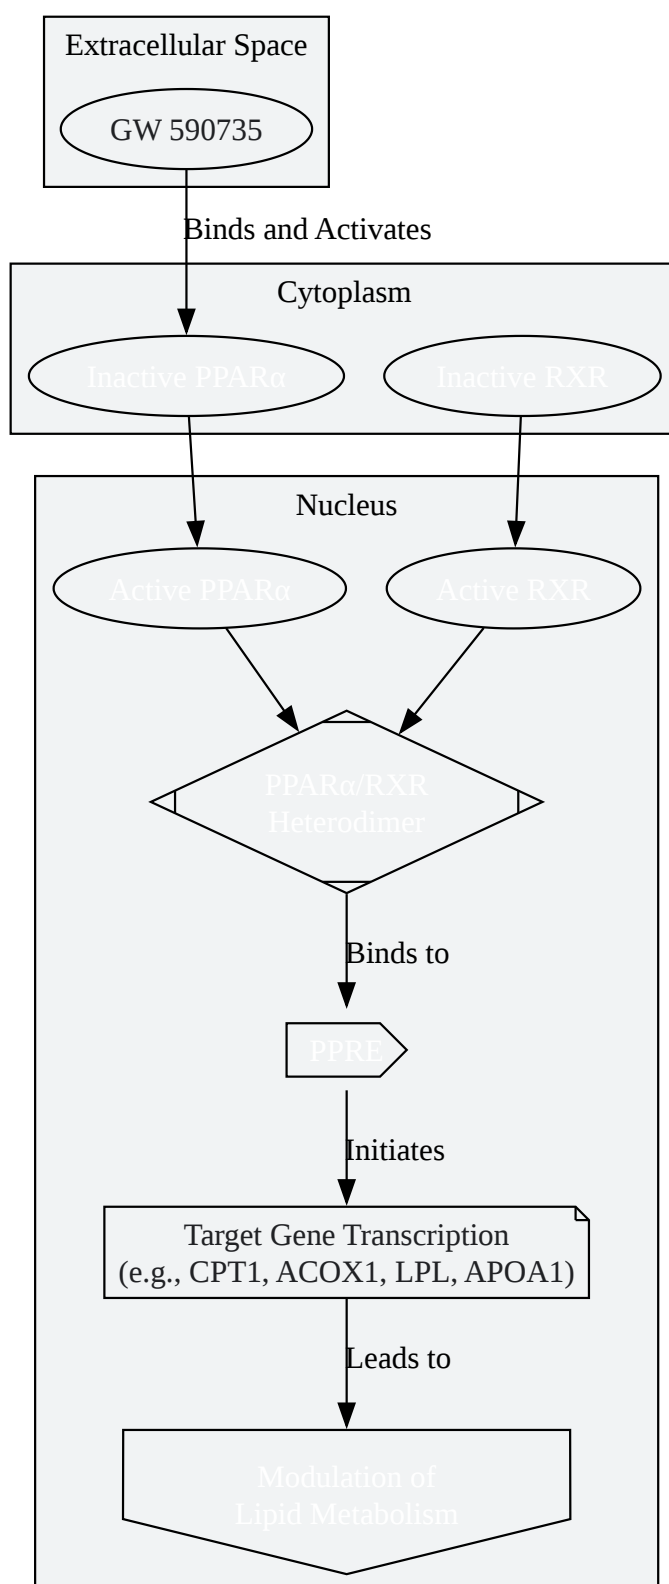 Extracellular Space
GW 590735
Binds and Activates
Cytoplasm
Inactive PPARα
Inactive RXR
Nucleus
Active PPARα
Active RXR
PPARα/RXR
Heterodimer
Binds to
PPRE
Initiates
Target Gene Transcription
(e.g., CPT1, ACOX1, LPL, APOA1)
Leads to
Modulation of
Lipid Metabolism